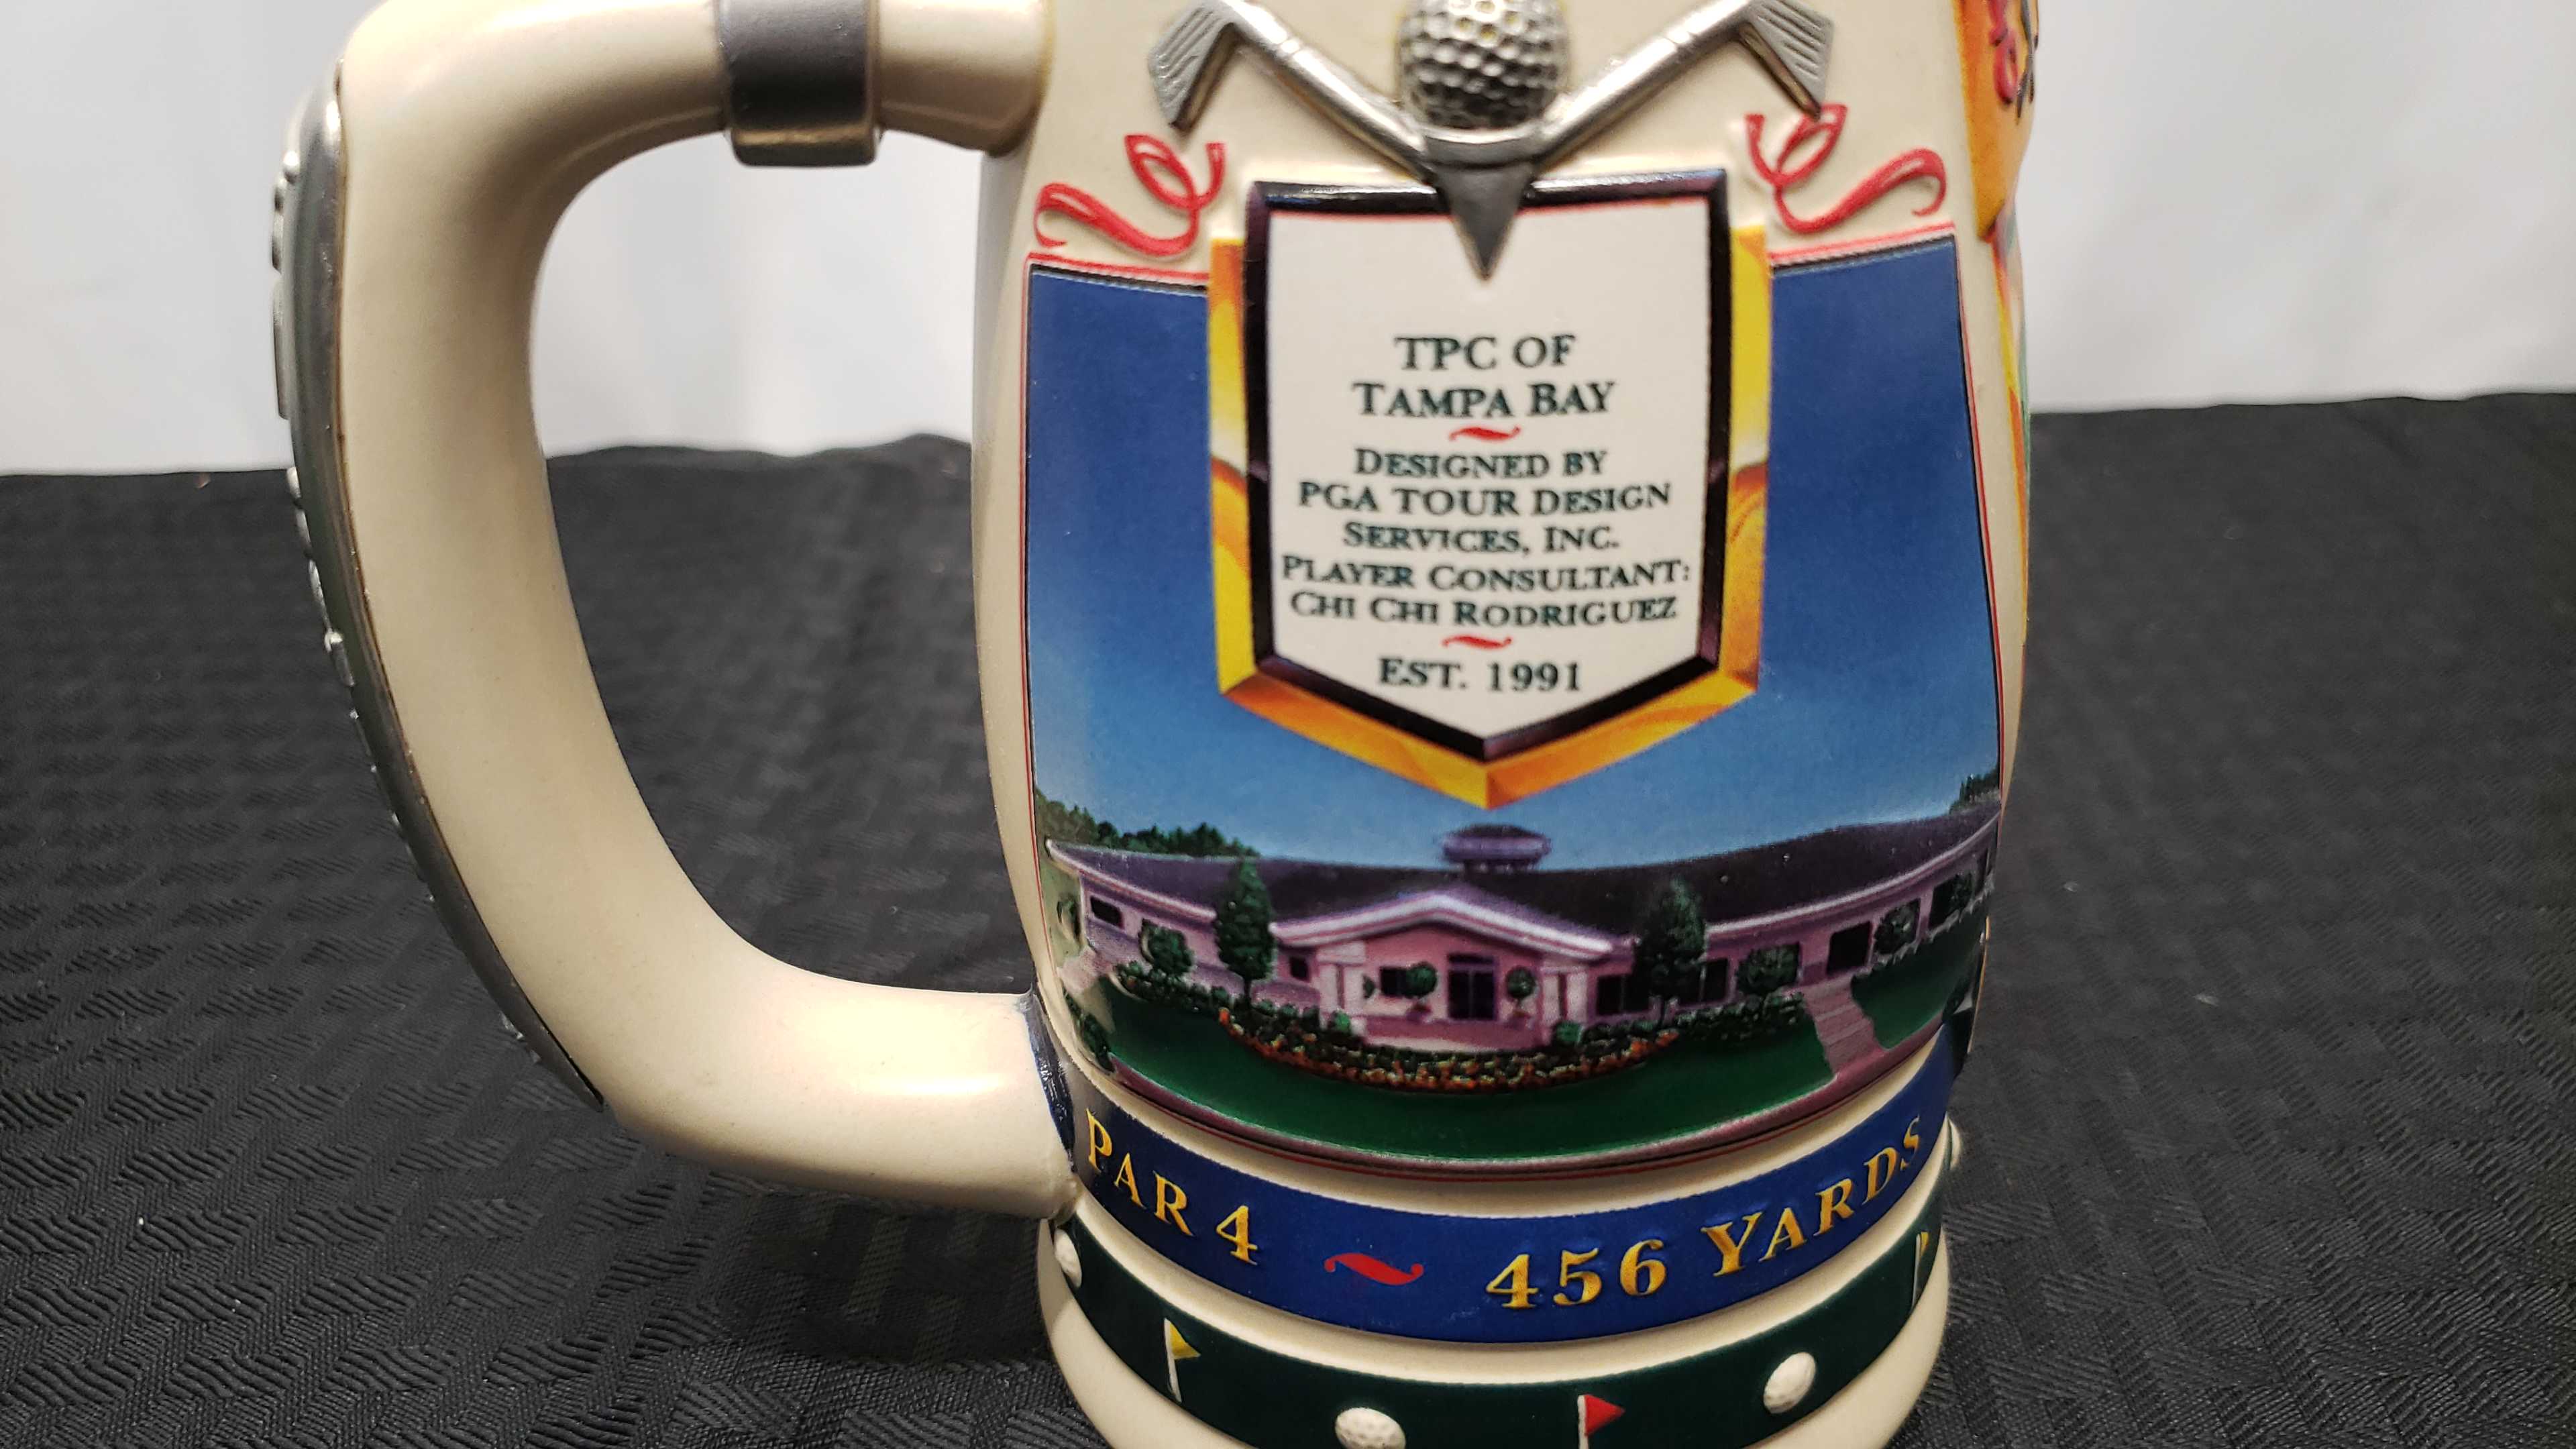 TPC OF
TAMPA BAY
DESIGNED BY
PGA TOUR DESIGN
SERVICES, INC.
PLAYER CONSULTANT:
CHI CHI RODRIGUEZ
EST. 1991
PAR 4 ~ 456 YARDS